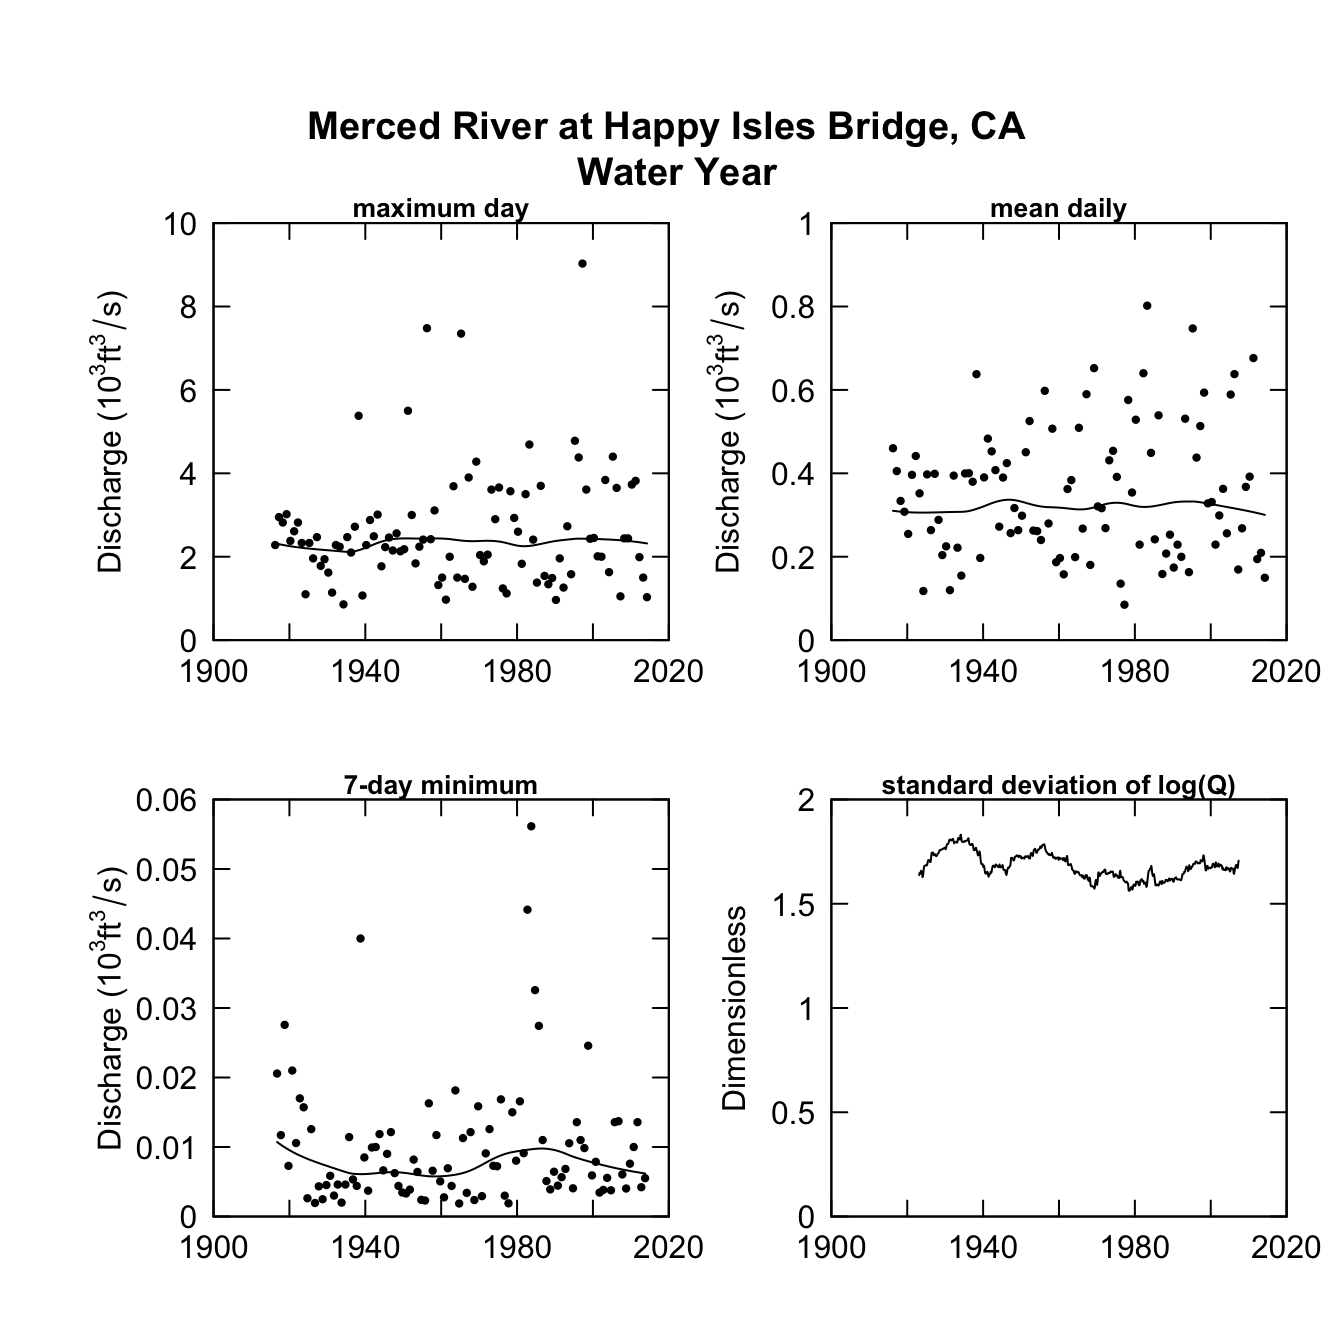 Merced River at Happy Isles Bridge, CA
Water Year
maximum day
10
8
6
4
2
0
Discharge (10³ft³/s)
1900 1940 1980 2020
mean daily
1
0.8
0.6
0.4
0.2
0
Discharge (10³ft³/s)
1900 1940 1980 2020
7-day minimum
0.06
0.05
0.04
0.03
0.02
0.01
0
Discharge (10³ft³/s)
1900 1940 1980 2020
standard deviation of log(Q)
2
1.5
1
0.5
0
Dimensionless
1900 1940 1980 2020